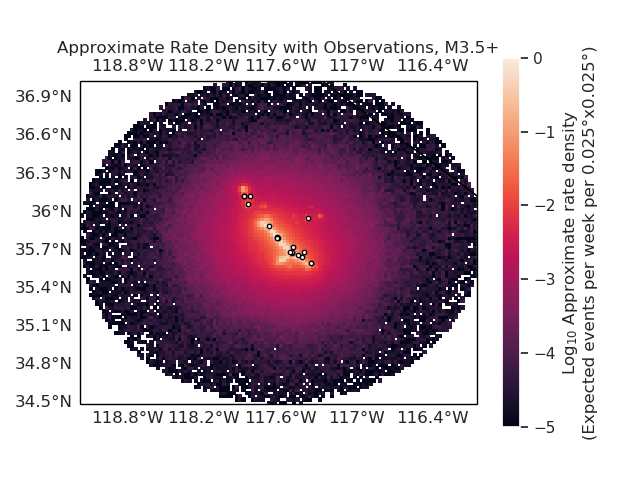 Approximate Rate Density with Observations, M3.5+
118.8°W 118.2°W 117.6°W 117°W 116.4°W
36.9°N
36.6°N
36.3°N
36°N
35.7°N
35.4°N
35.1°N
34.8°N
34.5°N
118.8°W 118.2°W 117.6°W 117°W 116.4°W
0
−1
−2
−3
−4
−5
Log₁₀ Approximate rate density
(Expected events per week per 0.025°x0.025°)